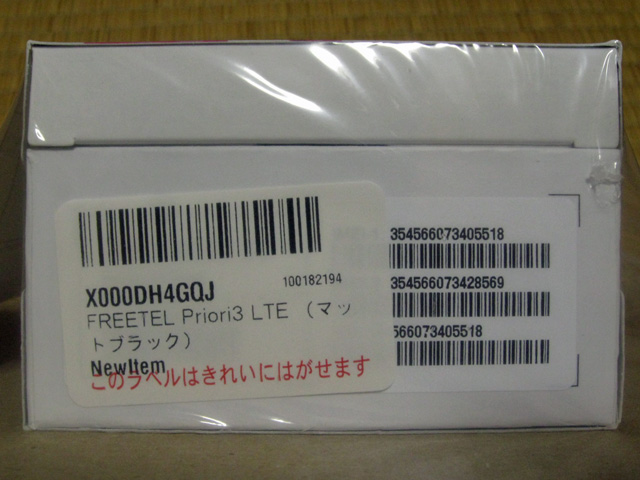 X000DH4GQJ
100182194
FREETEL Priori3 LTE （マッ
トブラック）
NewItem
このラベルはきれいにはがせます
354566073405518
354566073428569
566073405518